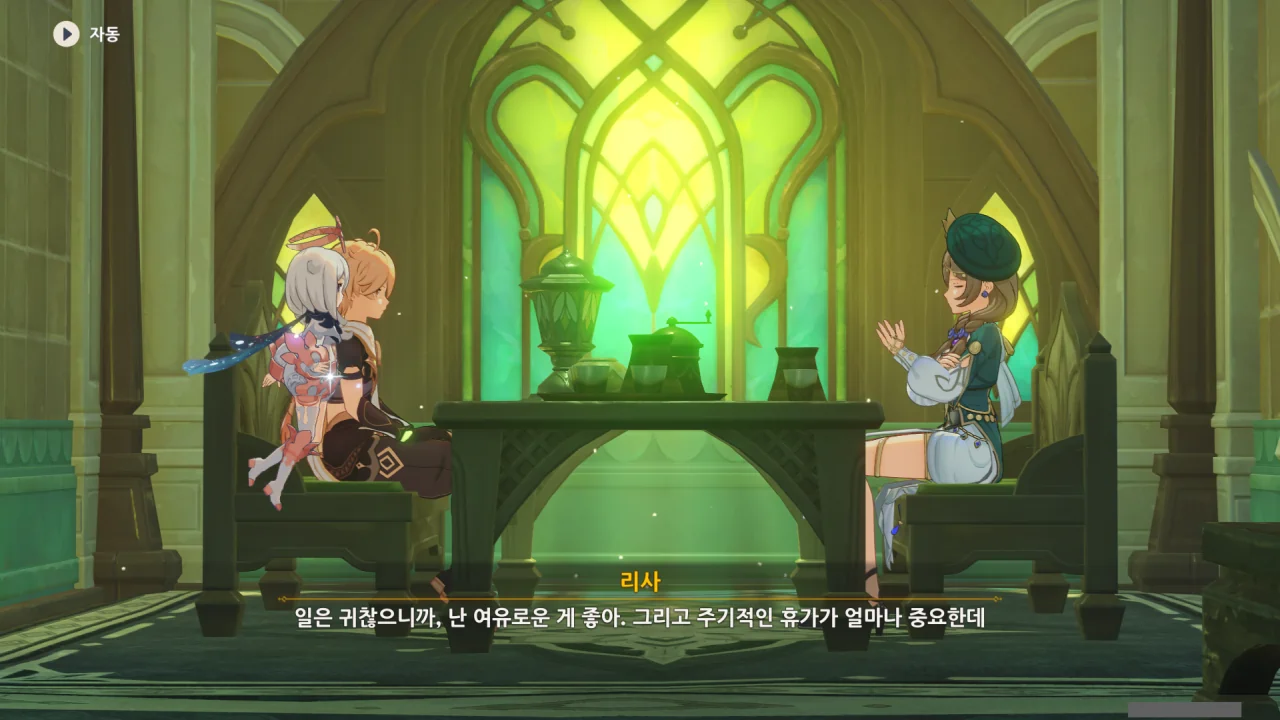 자동
리사
일은 귀찮으니까, 난 여유로운 게 좋아. 그리고 주기적인 휴가가 얼마나 중요한데